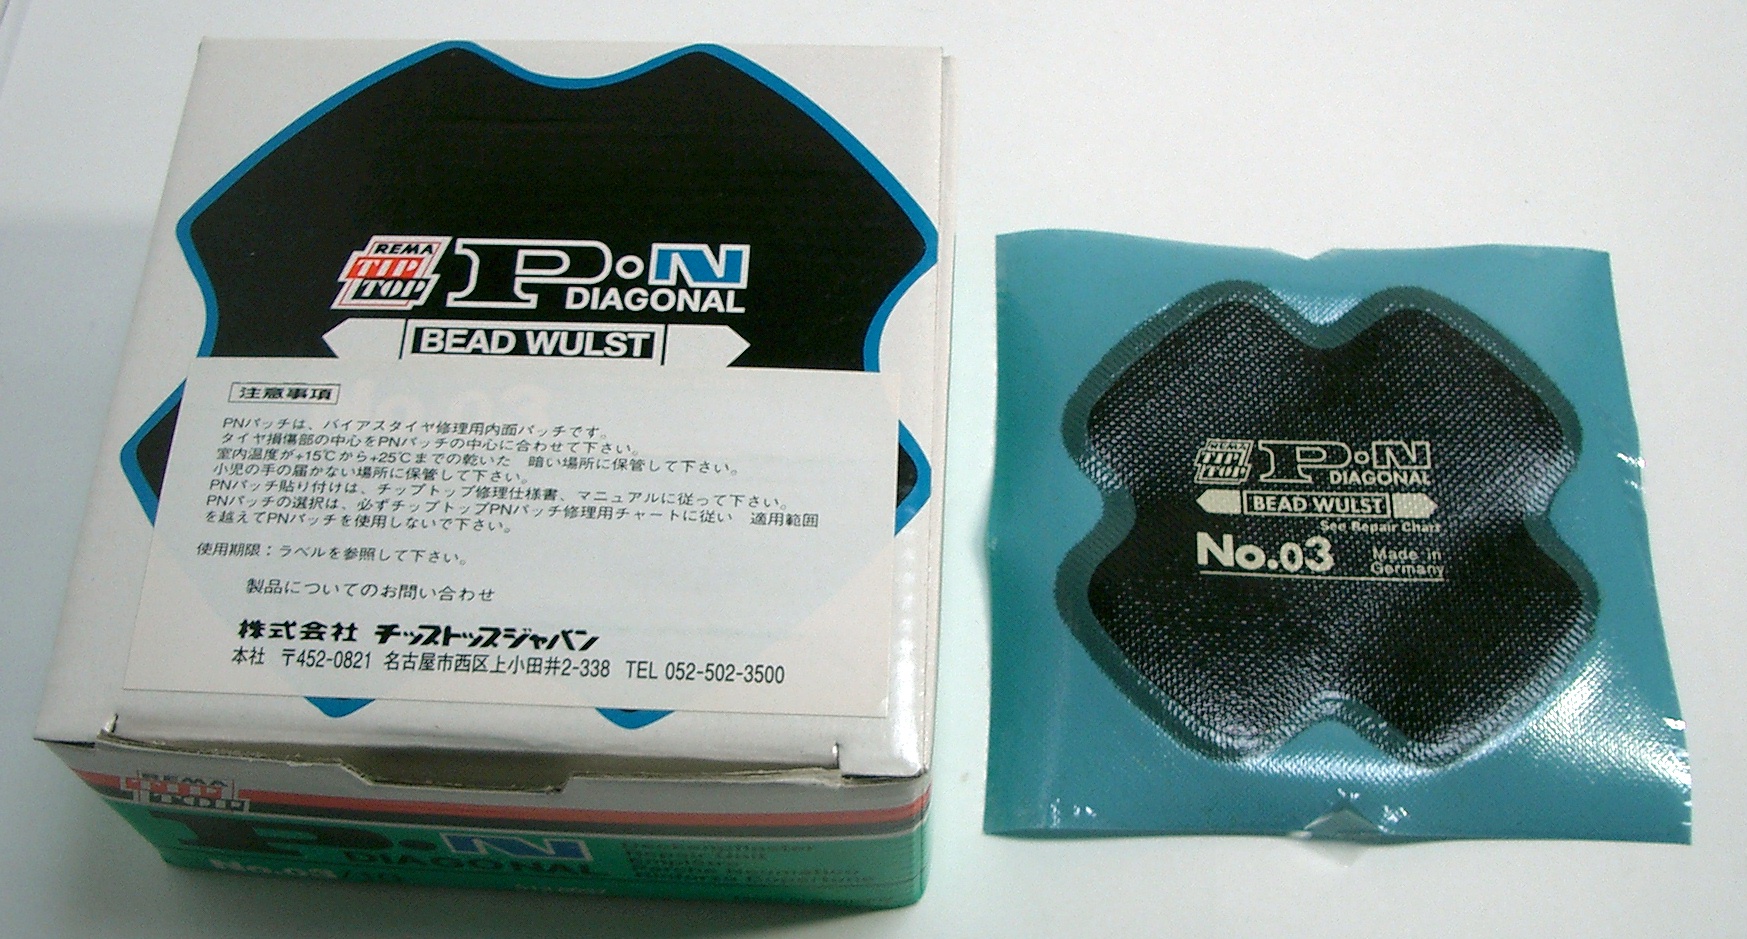 REMA
TIP
TOP
P·N
DIAGONAL
BEAD WULST
注意事項
PNパッチは、バイアスタイヤ修理用内面パッチです。
タイヤ損傷部の中心をPNパッチの中心に合わせて下さい。
室内温度が+15℃から+25℃までの乾いた　暗い場所に保管して下さい。
小児の手の届かない場所に保管して下さい。
PNパッチ貼り付けは、チップトップ修理仕様書、マニュアルに従って下さい。
PNパッチの選択は、必ずチップトップPNパッチ修理用チャートに従い　適用範囲
を越えてPNパッチを使用しないで下さい。
使用期限：ラベルを参照して下さい。
製品についてのお問い合わせ
株式会社 チップトップジャパン
本社 〒452-0821 名古屋市西区上小田井2-338 TEL 052-502-3500
REMA
TIP
TOP
P·N
DIAGONAL
No.03/10
Repair Unit
REMA
TIP
TOP
P·N
DIAGONAL
BEAD WULST
See Repair Chart
No.03
Made in
Germany